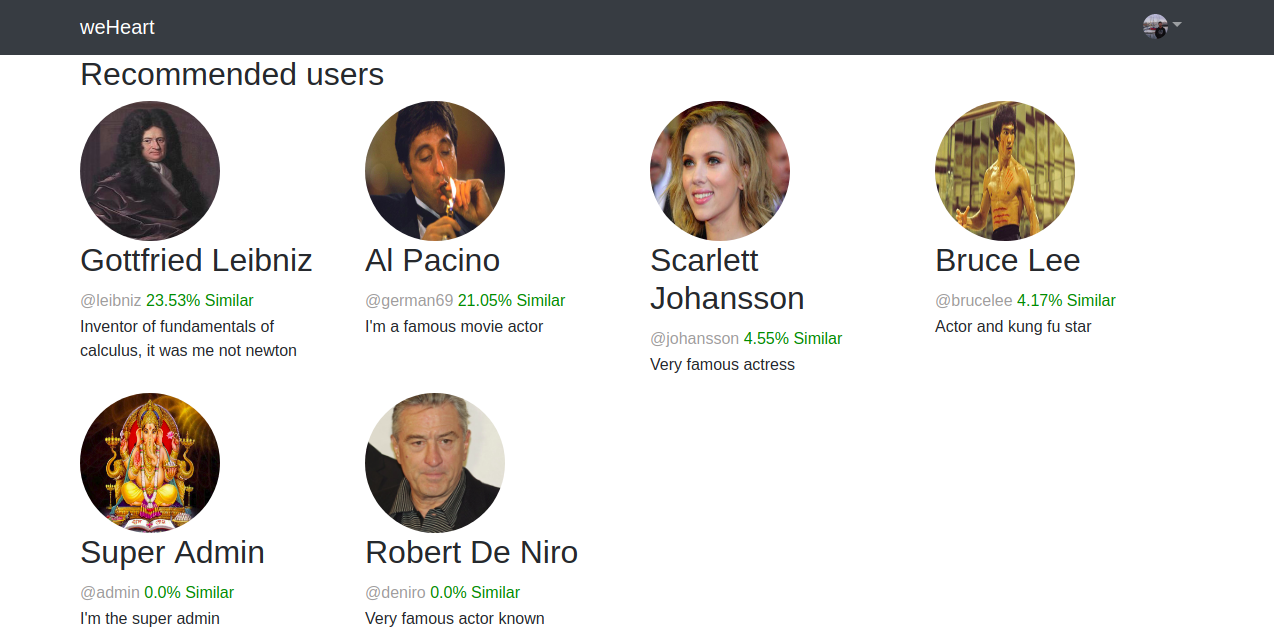 weHeart
Recommended users
Gottfried Leibniz
@leibniz 23.53% Similar
Inventor of fundamentals of
calculus, it was me not newton
Al Pacino
@german69 21.05% Similar
I'm a famous movie actor
Scarlett
Johansson
@johansson 4.55% Similar
Very famous actress
Bruce Lee
@brucelee 4.17% Similar
Actor and kung fu star
Super Admin
@admin 0.0% Similar
I'm the super admin
Robert De Niro
@deniro 0.0% Similar
Very famous actor known